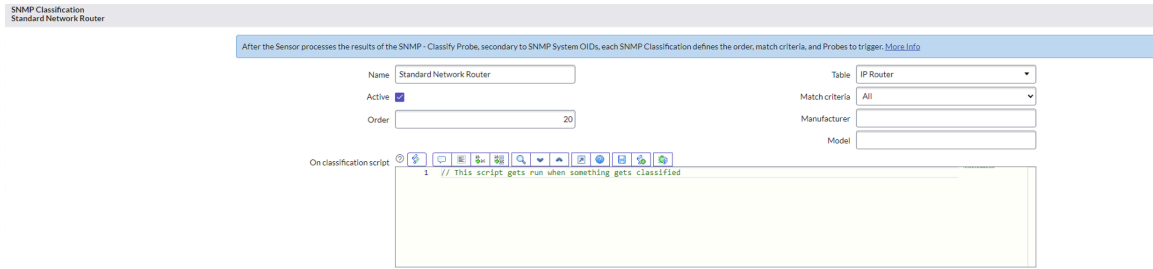 SNMP Classification
Standard Network Router
After the Sensor processes the results of the SNMP - Classify Probe, secondary to SNMP System OIDs, each SNMP Classification defines the order, match criteria, and Probes to trigger. More Info
Name Standard Network Router Table IP Router
Active Match criteria All
Order 20 Manufacturer
Model
On classification script
1 // This script gets run when something gets classified